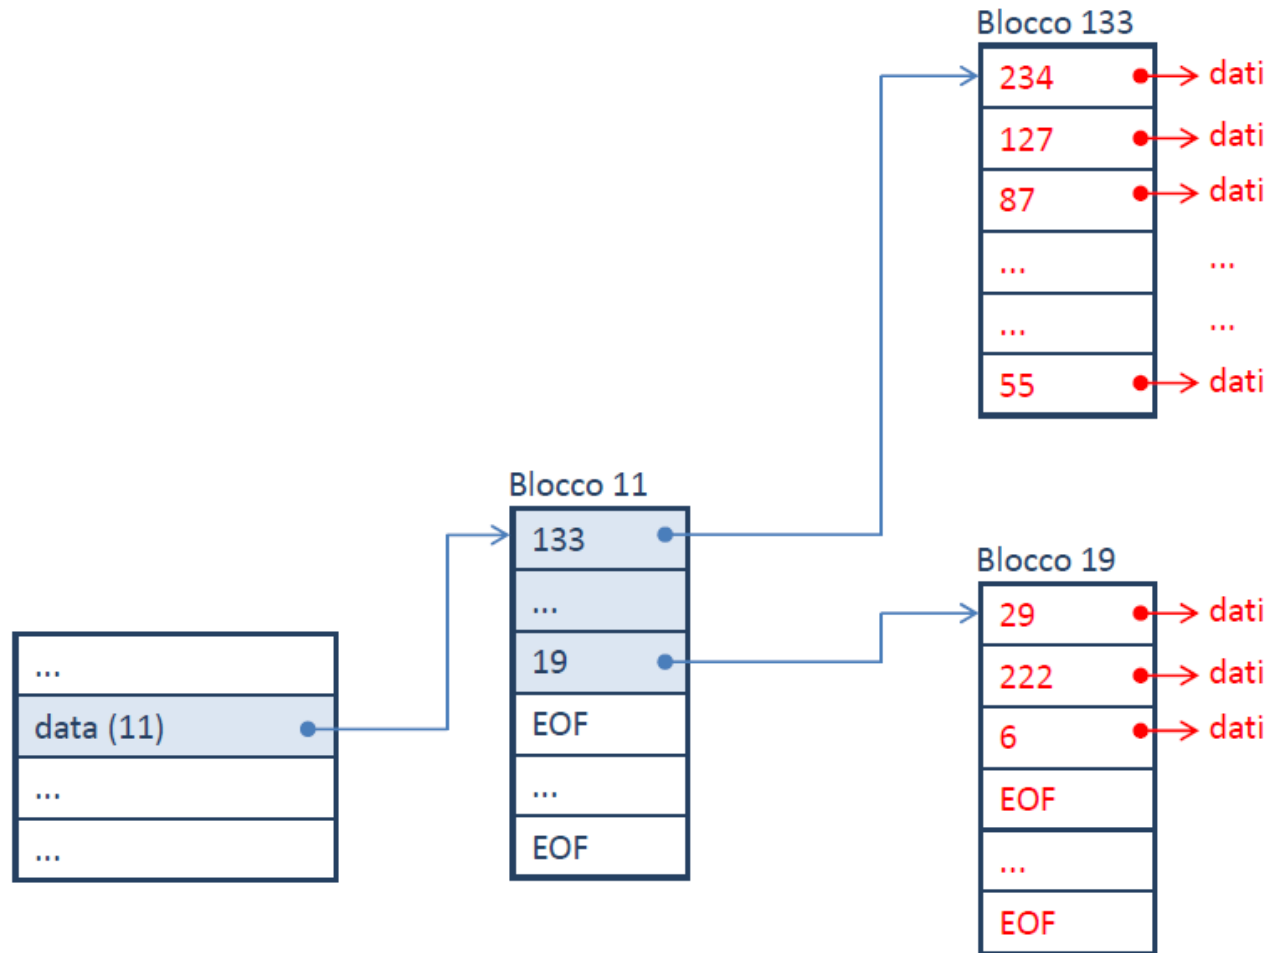 Blocco 133
234 dati
127 dati
87 dati
... ...
... ...
55 dati
Blocco 11
133
...
19
EOF
...
EOF
Blocco 19
29 dati
222 dati
6 dati
EOF
...
EOF
...
data (11)
...
...